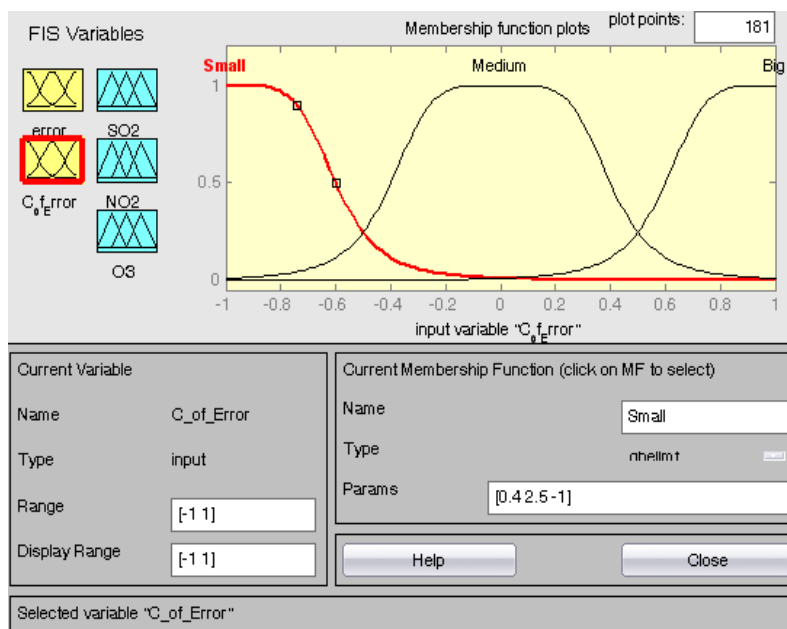 FIS Variables
Membership function plots plot points: 181
Small Medium Big
error SO2
C_of_Error NO2
O3
1
0.5
0
-1 -0.8 -0.6 -0.4 -0.2 0 0.2 0.4 0.6 0.8 1
input variable "C_of_Error"
Current Variable
Name C_of_Error
Type input
Range [-1 1]
Display Range [-1 1]
Current Membership Function (click on MF to select)
Name Small
Type gbellmf
Params [0.4 2.5 -1]
Help Close
Selected variable "C_of_Error"